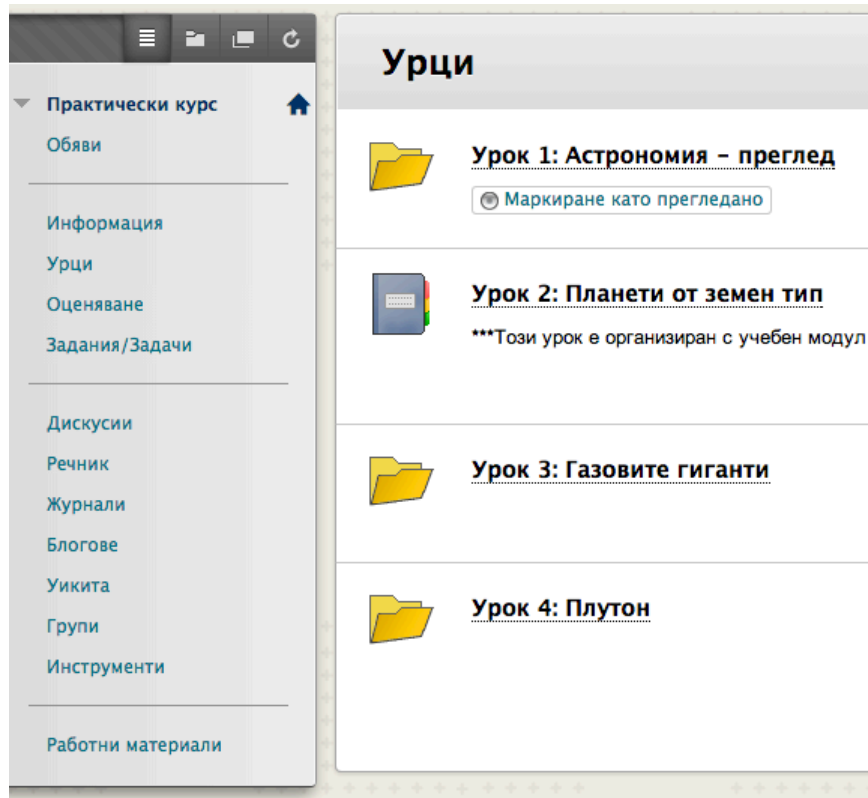 Практически курс
Обяви
Информация
Урци
Оценяване
Задания/Задачи
Дискусии
Речник
Журнали
Блогове
Уикита
Групи
Инструменти
Работни материали
Урци
Урок 1: Астрономия – преглед
Маркиране като прегледано
Урок 2: Планети от земен тип
***Този урок е организиран с учебен модул
Урок 3: Газовите гиганти
Урок 4: Плутон